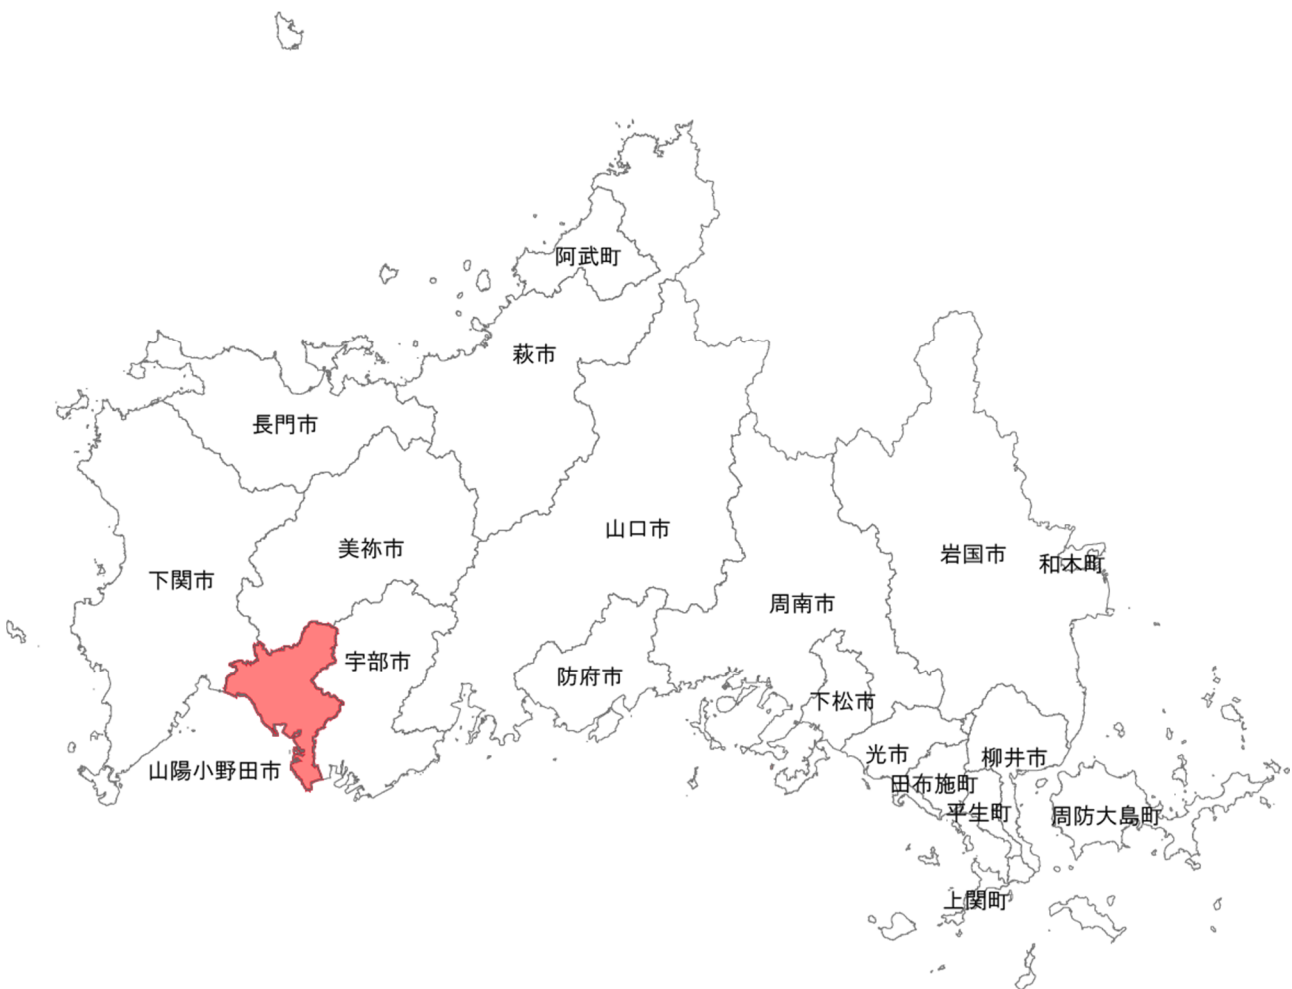 阿武町
萩市
長門市
山口市
美祢市
岩国市
和木町
下関市
周南市
宇部市
防府市
下松市
光市
柳井市
山陽小野田市
田布施町
平生町
周防大島町
上関町